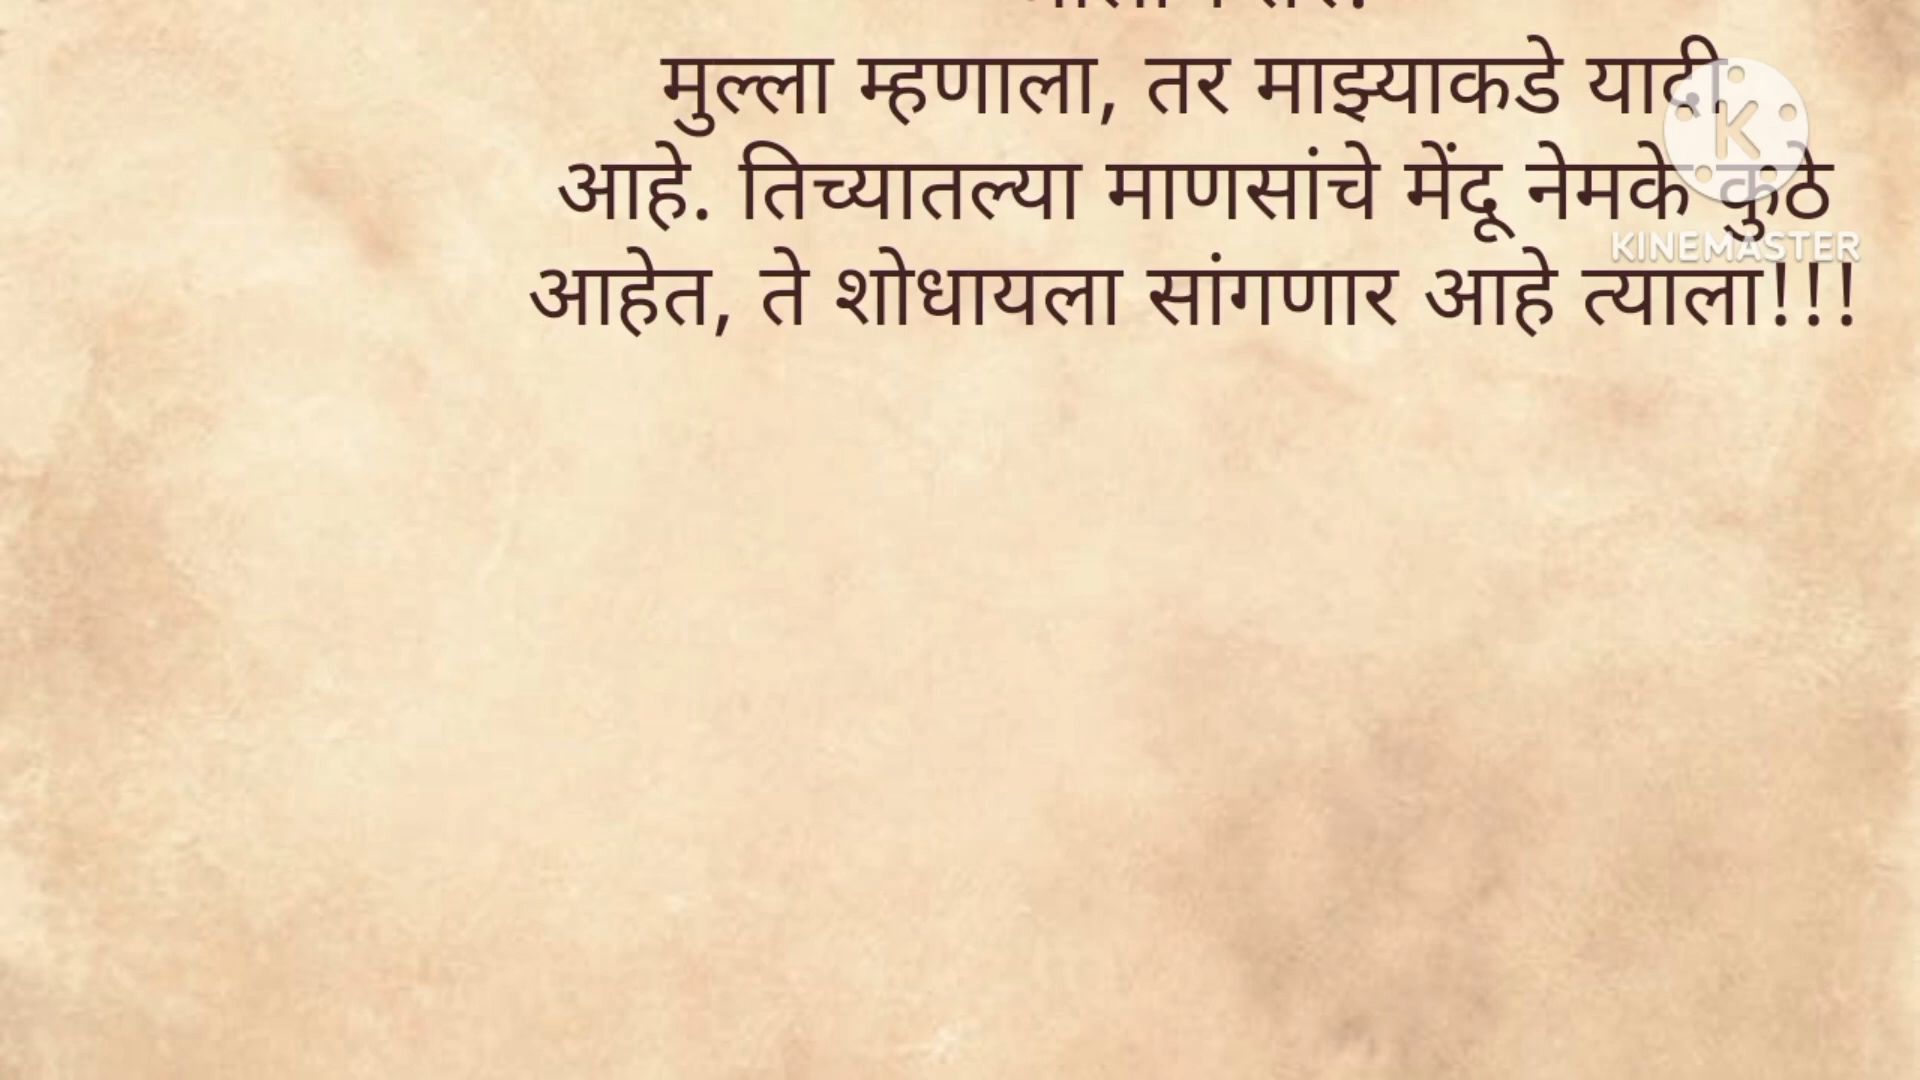 मुल्ला म्हणाला, तर माझ्याकडे यादी
आहे. तिच्यातल्या माणसांचे मेंदू नेमके कुठे
आहेत, ते शोधायला सांगणार आहे त्याला!!!
K
KINEMASTER